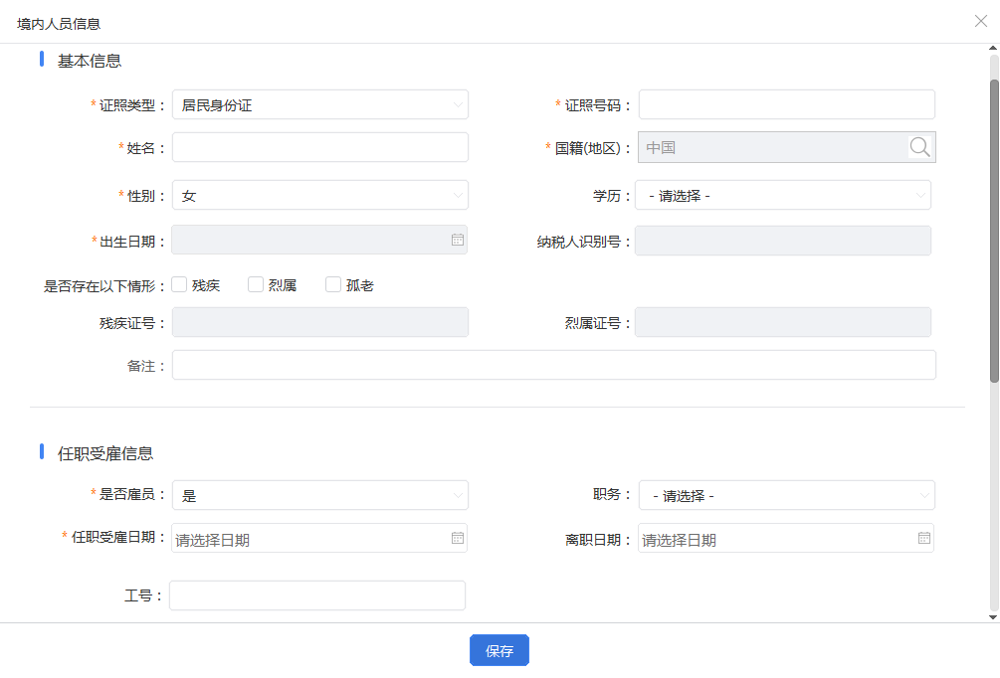 境内人员信息
基本信息
* 证照类型： 居民身份证 * 证照号码：
* 姓名： * 国籍(地区)： 中国
* 性别： 女 学历： - 请选择 -
* 出生日期： 纳税人识别号：
是否存在以下情形： 残疾 烈属 孤老
残疾证号： 烈属证号：
备注：
任职受雇信息
* 是否雇员： 是 职务： - 请选择 -
* 任职受雇日期： 请选择日期 离职日期： 请选择日期
工号：
保存